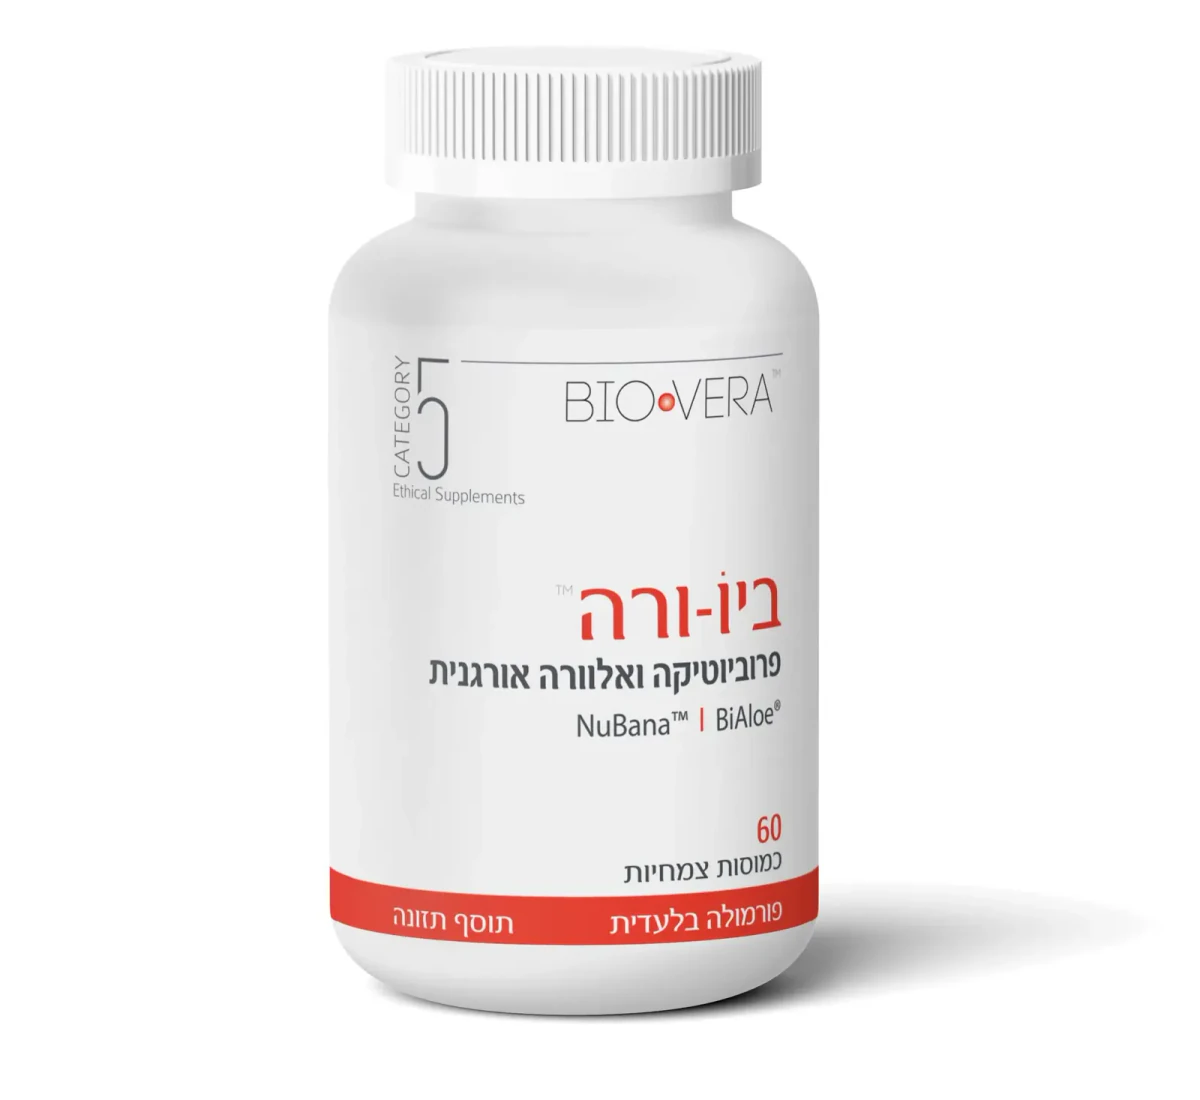 CATEGORY 5
Ethical Supplements
BIO•VERA™
ביו-ורה™
פרוביוטיקה ואלוורה אורגנית
NuBana™ | BiAloe®
60
כמוסות צמחיות
פורמולה בלעדית תוסף תזונה